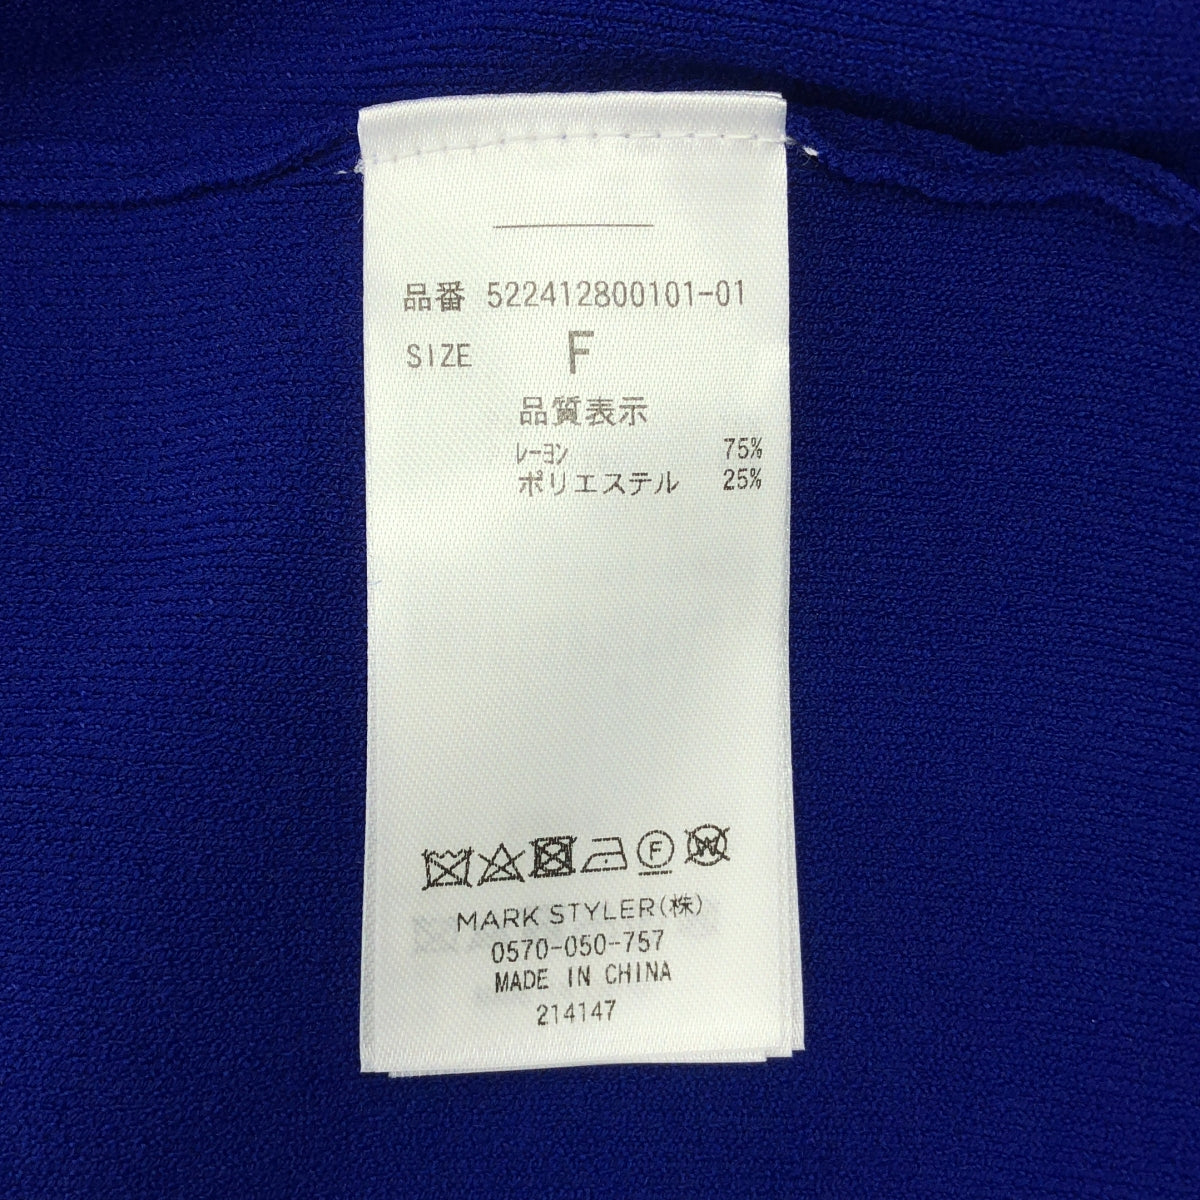 品番 522412800101-01
SIZE F
品質表示
ﾚｰﾖﾝ 75%
ポリエステル 25%
F W
MARK STYLER(株)
0570-050-757
MADE IN CHINA
214147